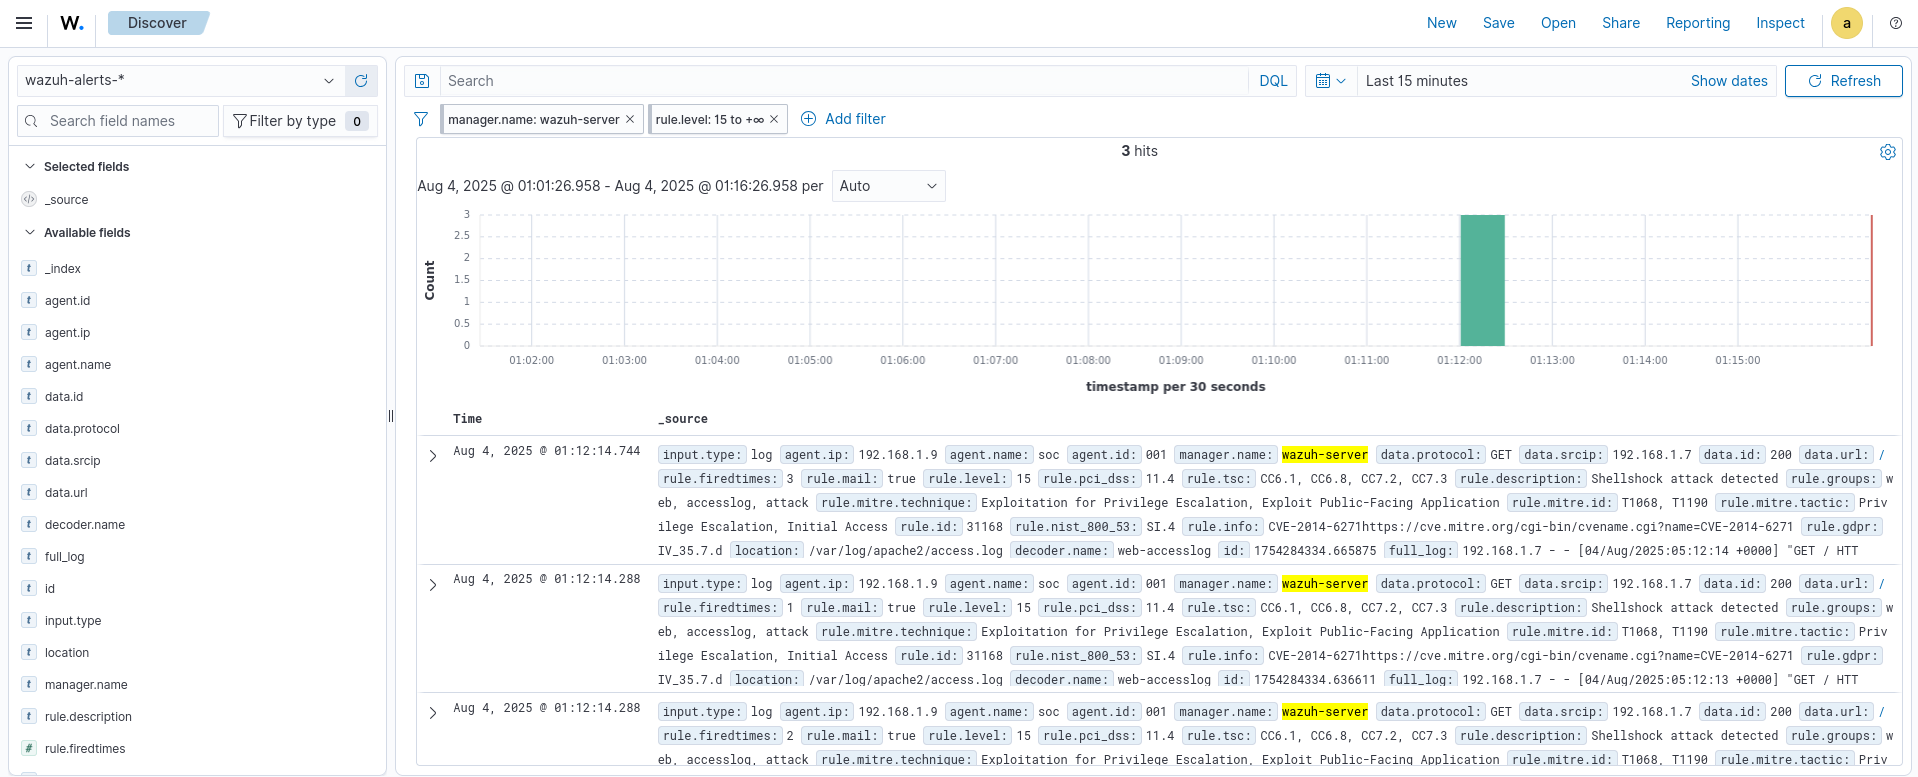 W. Discover New Save Open Share Reporting Inspect a
wazuh-alerts-*
Search DQL Last 15 minutes Show dates Refresh
Search field names Filter by type 0
manager.name: wazuh-server × rule.level: 15 to +∞ × Add filter
Selected fields
_source
Available fields
_index
agent.id
agent.ip
agent.name
data.id
data.protocol
data.srcip
data.url
decoder.name
full_log
id
input.type
location
manager.name
rule.description
rule.firedtimes
3 hits
Aug 4, 2025 @ 01:01:26.958 - Aug 4, 2025 @ 01:16:26.958 per Auto
Count
3
2.5
2
1.5
1
0.5
0
01:02:00 01:03:00 01:04:00 01:05:00 01:06:00 01:07:00 01:08:00 01:09:00 01:10:00 01:11:00 01:12:00 01:13:00 01:14:00 01:15:00
timestamp per 30 seconds
Time _source
Aug 4, 2025 @ 01:12:14.744 input.type: log agent.ip: 192.168.1.9 agent.name: soc agent.id: 001 manager.name: wazuh-server data.protocol: GET data.srcip: 192.168.1.7 data.id: 200 data.url: /
rule.firedtimes: 3 rule.mail: true rule.level: 15 rule.pci_dss: 11.4 rule.tsc: CC6.1, CC6.8, CC7.2, CC7.3 rule.description: Shellshock attack detected rule.groups: w
eb, accesslog, attack rule.mitre.technique: Exploitation for Privilege Escalation, Exploit Public-Facing Application rule.mitre.id: T1068, T1190 rule.mitre.tactic: Priv
ilege Escalation, Initial Access rule.id: 31168 rule.nist_800_53: SI.4 rule.info: CVE-2014-6271https://cve.mitre.org/cgi-bin/cvename.cgi?name=CVE-2014-6271 rule.gdpr:
IV_35.7.d location: /var/log/apache2/access.log decoder.name: web-accesslog id: 1754284334.665875 full_log: 192.168.1.7 - - [04/Aug/2025:05:12:14 +0000] "GET / HTT
Aug 4, 2025 @ 01:12:14.288 input.type: log agent.ip: 192.168.1.9 agent.name: soc agent.id: 001 manager.name: wazuh-server data.protocol: GET data.srcip: 192.168.1.7 data.id: 200 data.url: /
rule.firedtimes: 1 rule.mail: true rule.level: 15 rule.pci_dss: 11.4 rule.tsc: CC6.1, CC6.8, CC7.2, CC7.3 rule.description: Shellshock attack detected rule.groups: w
eb, accesslog, attack rule.mitre.technique: Exploitation for Privilege Escalation, Exploit Public-Facing Application rule.mitre.id: T1068, T1190 rule.mitre.tactic: Priv
ilege Escalation, Initial Access rule.id: 31168 rule.nist_800_53: SI.4 rule.info: CVE-2014-6271https://cve.mitre.org/cgi-bin/cvename.cgi?name=CVE-2014-6271 rule.gdpr:
IV_35.7.d location: /var/log/apache2/access.log decoder.name: web-accesslog id: 1754284334.636611 full_log: 192.168.1.7 - - [04/Aug/2025:05:12:13 +0000] "GET / HTT
Aug 4, 2025 @ 01:12:14.288 input.type: log agent.ip: 192.168.1.9 agent.name: soc agent.id: 001 manager.name: wazuh-server data.protocol: GET data.srcip: 192.168.1.7 data.id: 200 data.url: /
rule.firedtimes: 2 rule.mail: true rule.level: 15 rule.pci_dss: 11.4 rule.tsc: CC6.1, CC6.8, CC7.2, CC7.3 rule.description: Shellshock attack detected rule.groups: w
eb, accesslog, attack rule.mitre.technique: Exploitation for Privilege Escalation, Exploit Public-Facing Application rule.mitre.id: T1068, T1190 rule.mitre.tactic: Priv